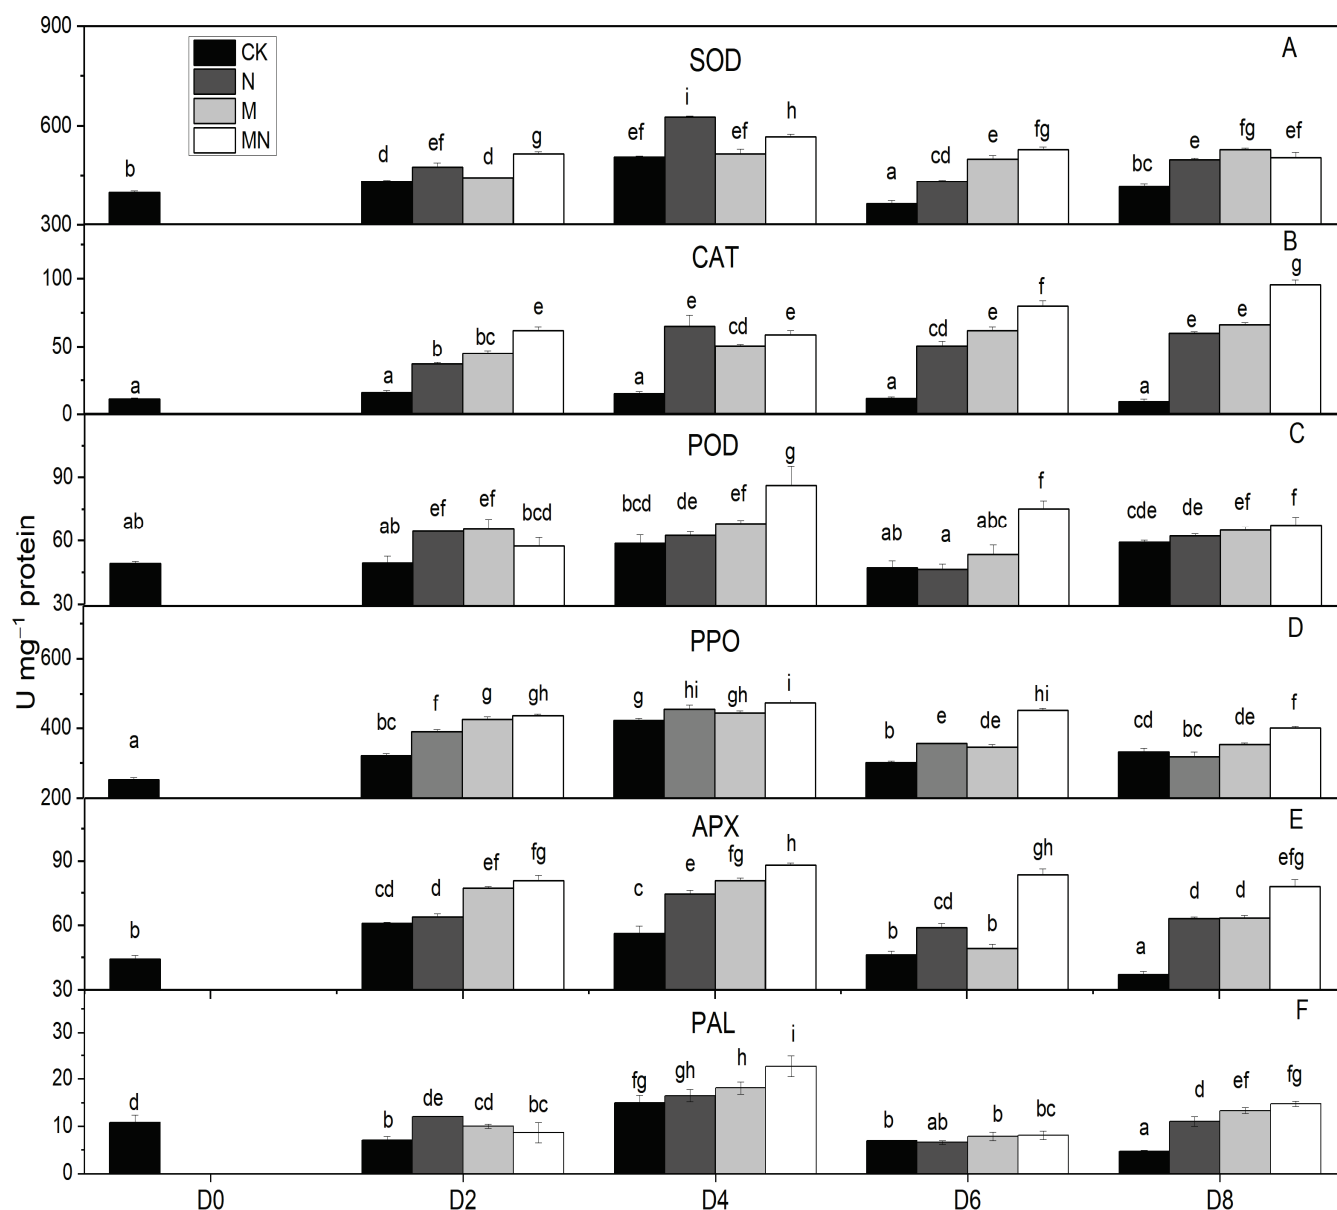 U mg⁻¹ protein
CK
N
M
MN
SOD
A
900
600
300
b
d ef d g
ef i ef h
a cd e fg
bc e fg ef
CAT
B
100
50
0
a
a b bc e
a e cd e
a cd e f
a e e g
POD
C
90
60
30
ab
ab ef ef bcd
bcd de ef g
ab a abc f
cde de ef f
PPO
D
600
400
200
a
bc f g gh
g hi gh i
b e de hi
cd bc de f
APX
E
90
60
30
b
cd d ef fg
c e fg h
b cd b gh
a d d efg
PAL
F
30
20
10
0
d
b de cd bc
fg gh h i
b ab b bc
a d ef fg
D0 D2 D4 D6 D8